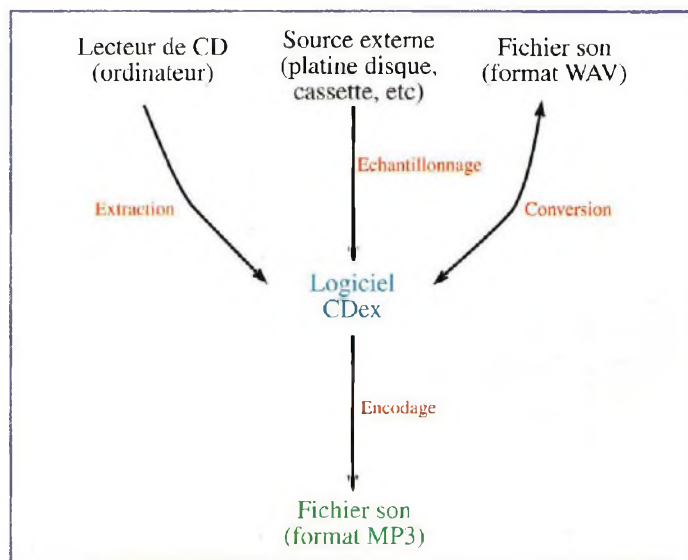 Lecteur de CD
(ordinateur)
Source externe
(platine disque,
cassette, etc)
Fichier son
(format WAV)
Extraction
Echantillonnage
Conversion
Logiciel
CDex
Encodage
Fichier son
(format MP3)